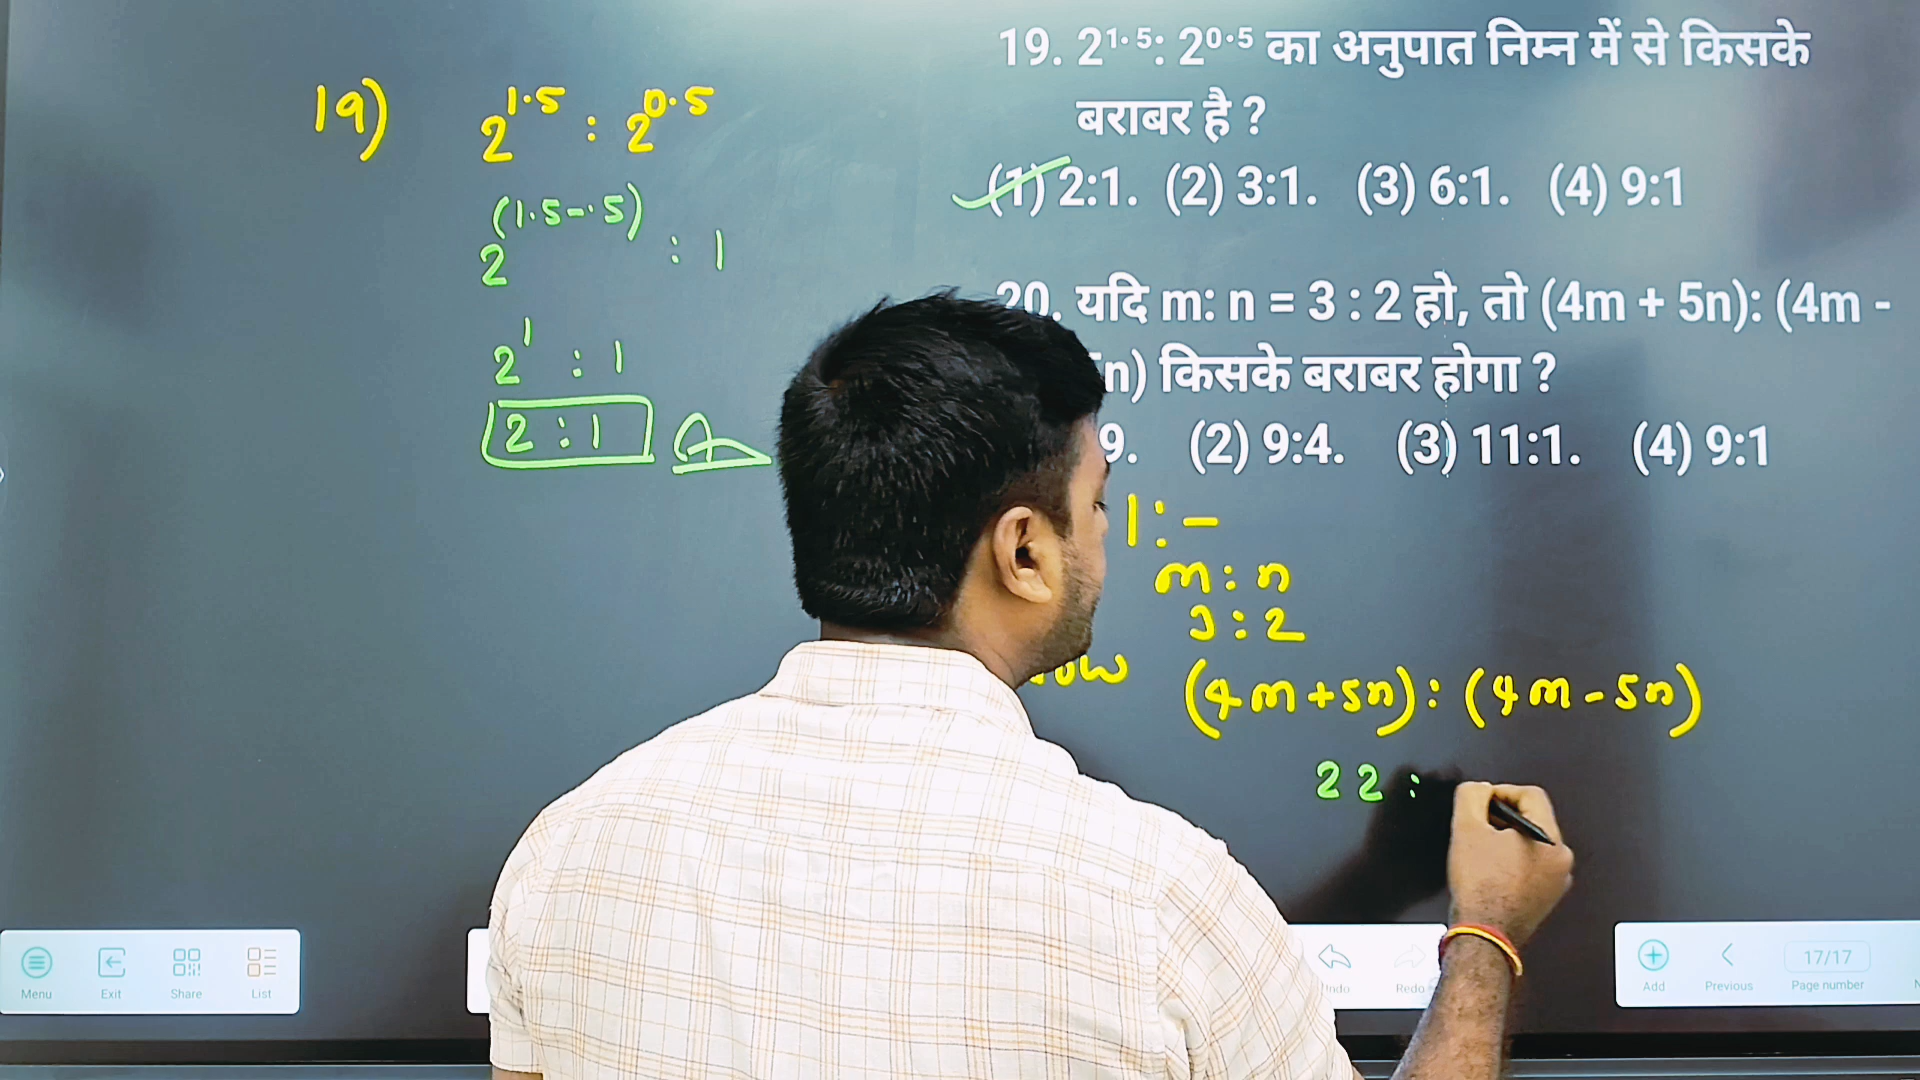 19)
2^1.5 : 2^0.5
2^(1.5-.5) : 1
2^1 : 1
2 : 1
19. 2^1.5: 2^0.5 का अनुपात निम्न में से किसके
बराबर है ?
(1) 2:1. (2) 3:1. (3) 6:1. (4) 9:1
20. यदि m: n = 3 : 2 हो, तो (4m + 5n): (4m -
n) किसके बराबर होगा ?
9. (2) 9:4. (3) 11:1. (4) 9:1
: –
m : n
3 : 2
(4m+5n) : (4m-5n)
22 :
Menu Exit Share List
Redo
Add Previous 17/17 Page number